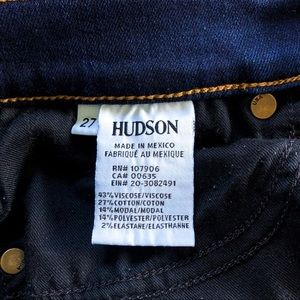 27
HUDSON
MADE IN MEXICO
FABRIQUÉ AU MEXIQUE
RN# 107906
CA# 00635
EIN# 20-3082491
43%VISCOSE/VISCOSE
27%COTTON/COTON
14%MODAL/MODAL
14%POLYESTER/POLYESTER
2%ELASTANE/ELASTHANNE